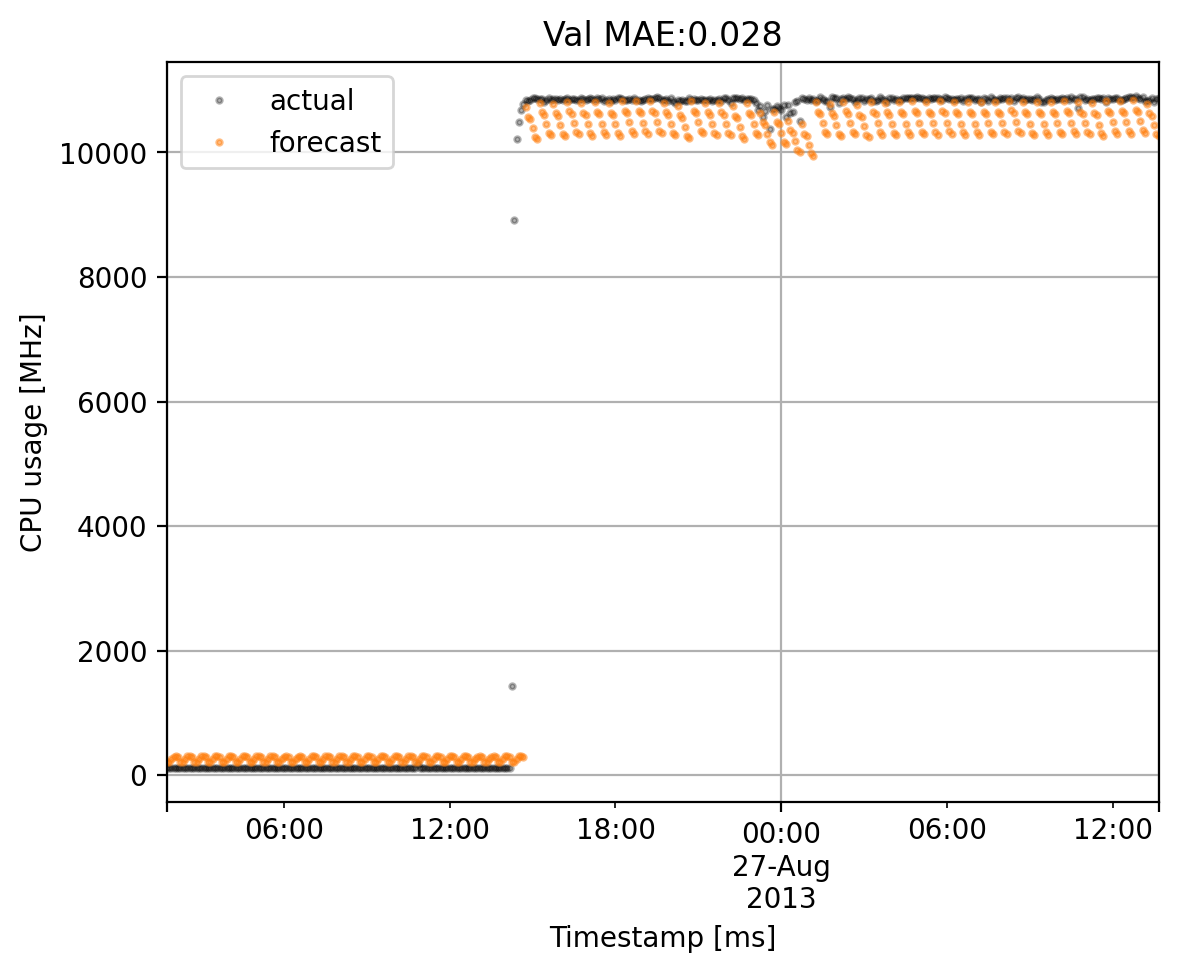 Val MAE:0.028
actual
forecast
10000
8000
6000
4000
2000
0
CPU usage [MHz]
06:00 12:00 18:00 00:00 06:00 12:00
27-Aug
2013
Timestamp [ms]